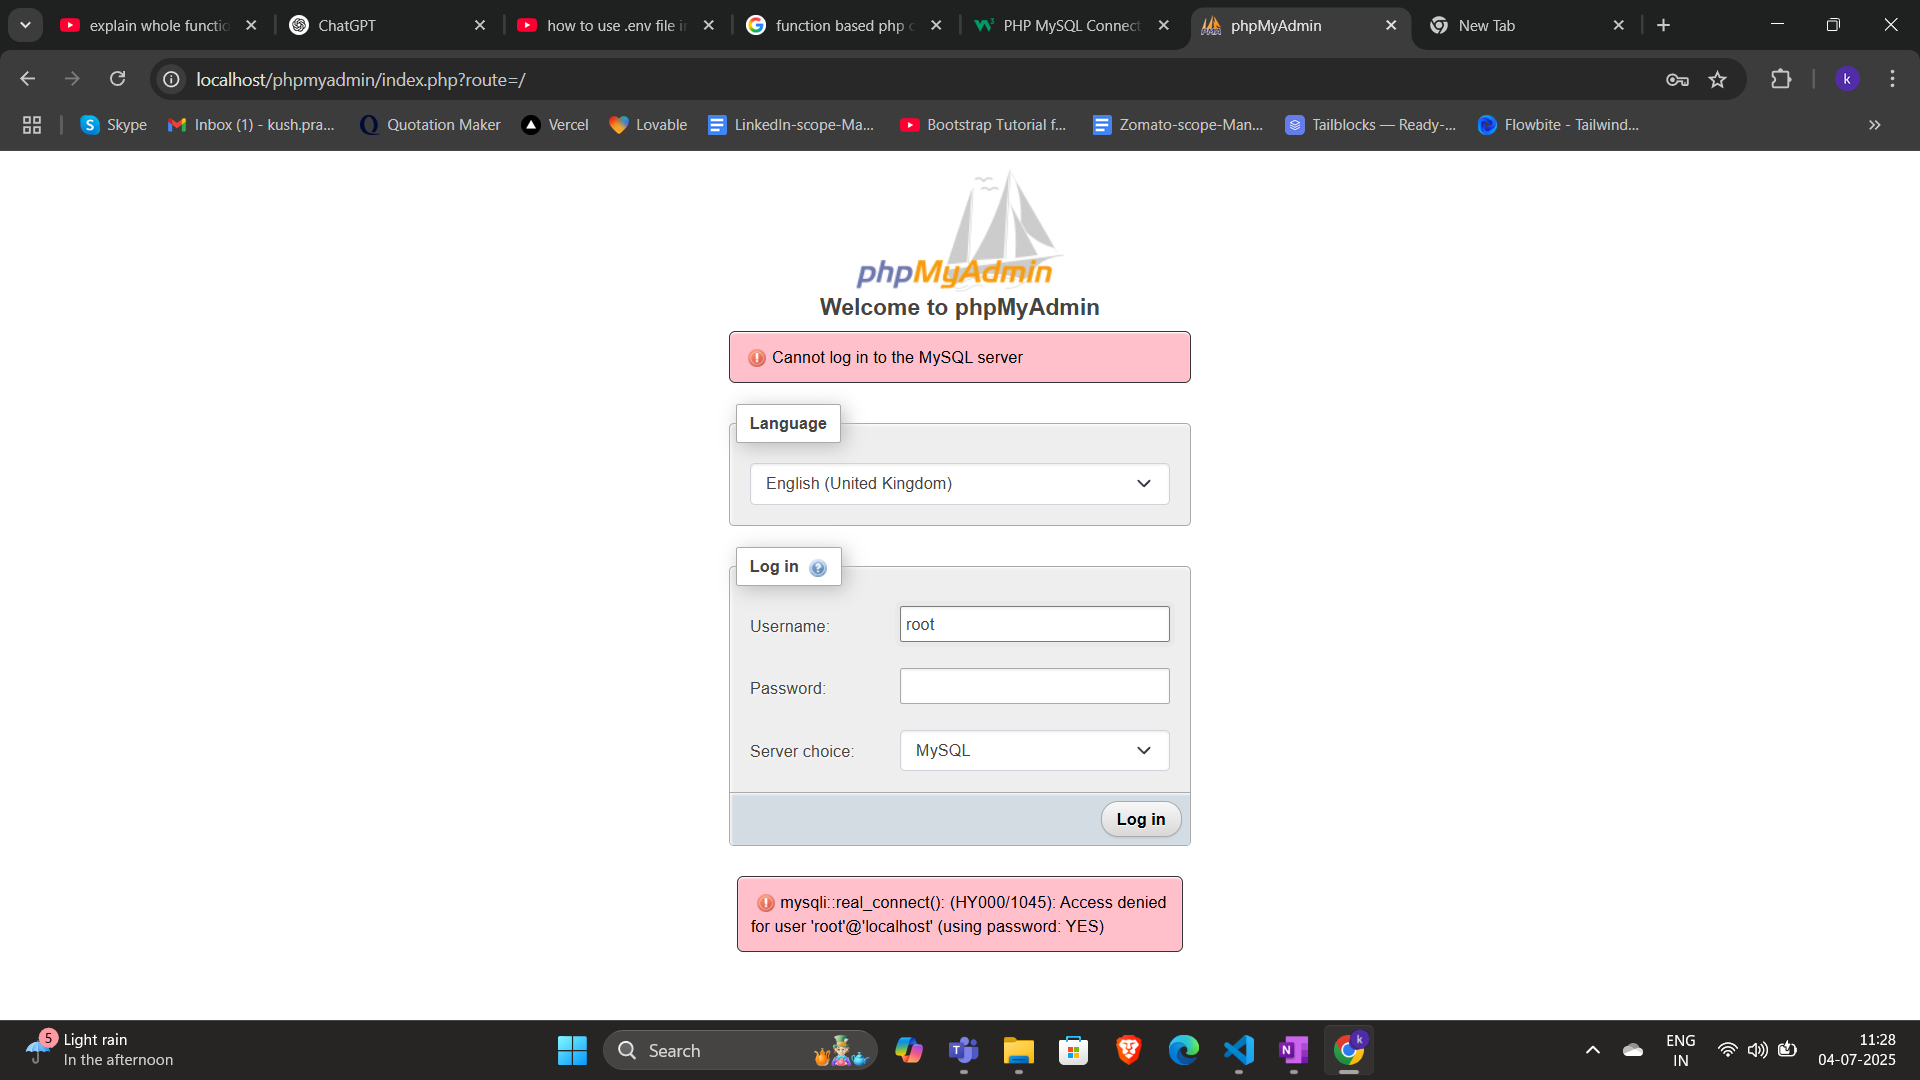 explain whole functio
ChatGPT
how to use .env file i
function based php c
PHP MySQL Connect
phpMyAdmin
New Tab
localhost/phpmyadmin/index.php?route=/
k
Skype
Inbox (1) - kush.pra...
Quotation Maker
Vercel
Lovable
LinkedIn-scope-Ma...
Bootstrap Tutorial f...
Zomato-scope-Man...
Tailblocks — Ready-...
Flowbite - Tailwind...
phpMyAdmin
Welcome to phpMyAdmin
Cannot log in to the MySQL server
Language
English (United Kingdom)
Log in
Username:
root
Password:
Server choice:
MySQL
Log in
mysqli::real_connect(): (HY000/1045): Access denied
for user 'root'@'localhost' (using password: YES)
5
Light rain
In the afternoon
Search
k
ENG
IN
11:28
04-07-2025